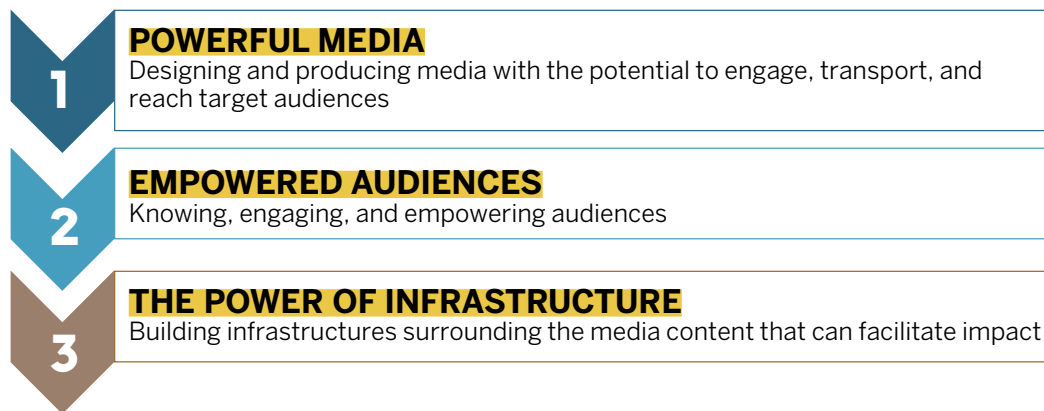 1
POWERFUL MEDIA
Designing and producing media with the potential to engage, transport, and
reach target audiences
2
EMPOWERED AUDIENCES
Knowing, engaging, and empowering audiences
3
THE POWER OF INFRASTRUCTURE
Building infrastructures surrounding the media content that can facilitate impact